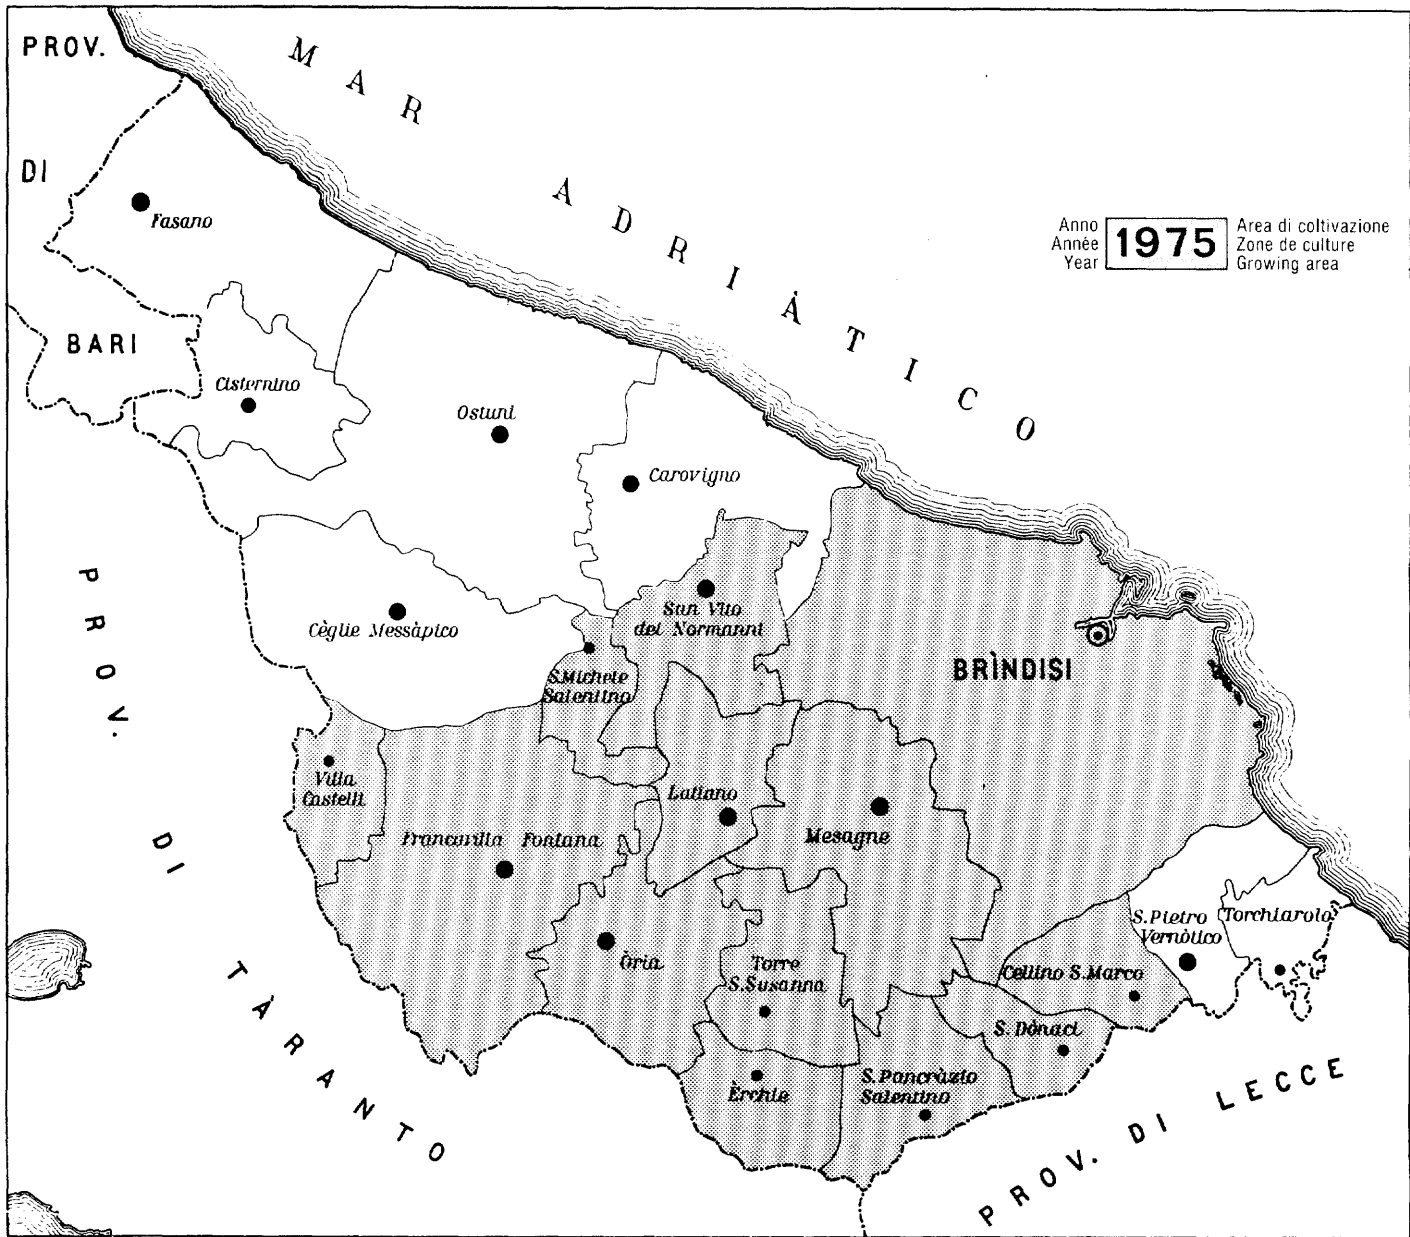 PROV.
DI
BARI
MAR ADRIÁTICO
Anno
Année
Year
1975
Area di coltivazione
Zone de culture
Growing area
Fasano
Cisternino
Ostuni
Carovigno
Cèglie Messàpico
San Vito
dei Normanni
S.Michele
Salentino
BRÌNDISI
Villa
Castelli
Francavilla Fontana
Latiano
Mesagne
Òria
Torre
S.Susanna
S.Pietro
Vernòtico
Torchiarolo
Cellino S.Marco
S. Dònaci
S.Pancràzio
Salentino
Èrchie
PROV. DI TÀRANTO
PROV. DI LECCE